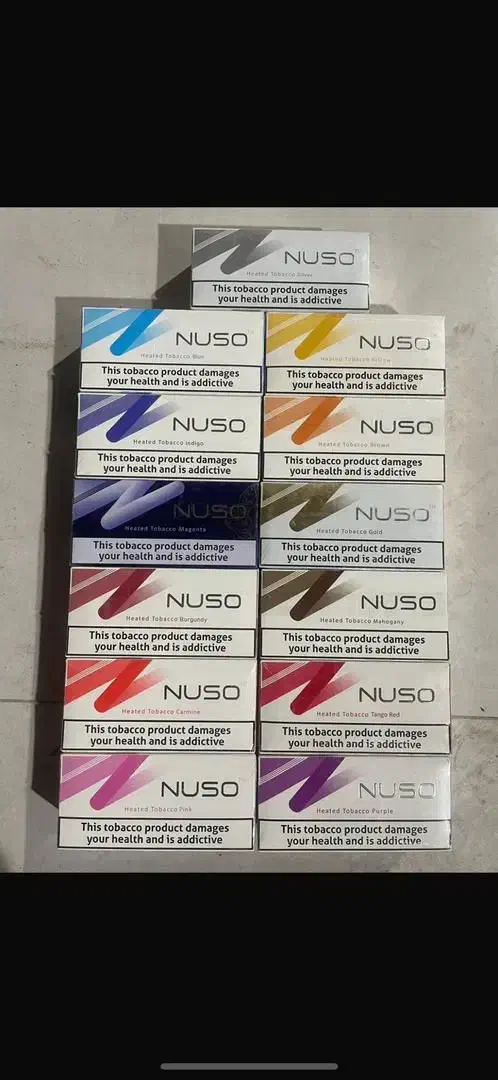 NUSO
Heated Tobacco Silver
This tobacco product damages
your health and is addictive
NUSO
Heated Tobacco Blue
This tobacco product damages
your health and is addictive
NUSO
Heated Tobacco Yellow
This tobacco product damages
your health and is addictive
NUSO
Heated Tobacco Indigo
This tobacco product damages
your health and is addictive
NUSO
Heated Tobacco Brown
This tobacco product damages
your health and is addictive
NUSO
Heated Tobacco Magenta
This tobacco product damages
your health and is addictive
NUSO
Heated Tobacco Gold
This tobacco product damages
your health and is addictive
NUSO
Heated Tobacco Burgundy
This tobacco product damages
your health and is addictive
NUSO
Heated Tobacco Mahogany
This tobacco product damages
your health and is addictive
NUSO
Heated Tobacco Carmine
This tobacco product damages
your health and is addictive
NUSO
Heated Tobacco Tango Red
This tobacco product damages
your health and is addictive
NUSO
Heated Tobacco Pink
This tobacco product damages
your health and is addictive
NUSO
Heated Tobacco Purple
This tobacco product damages
your health and is addictive